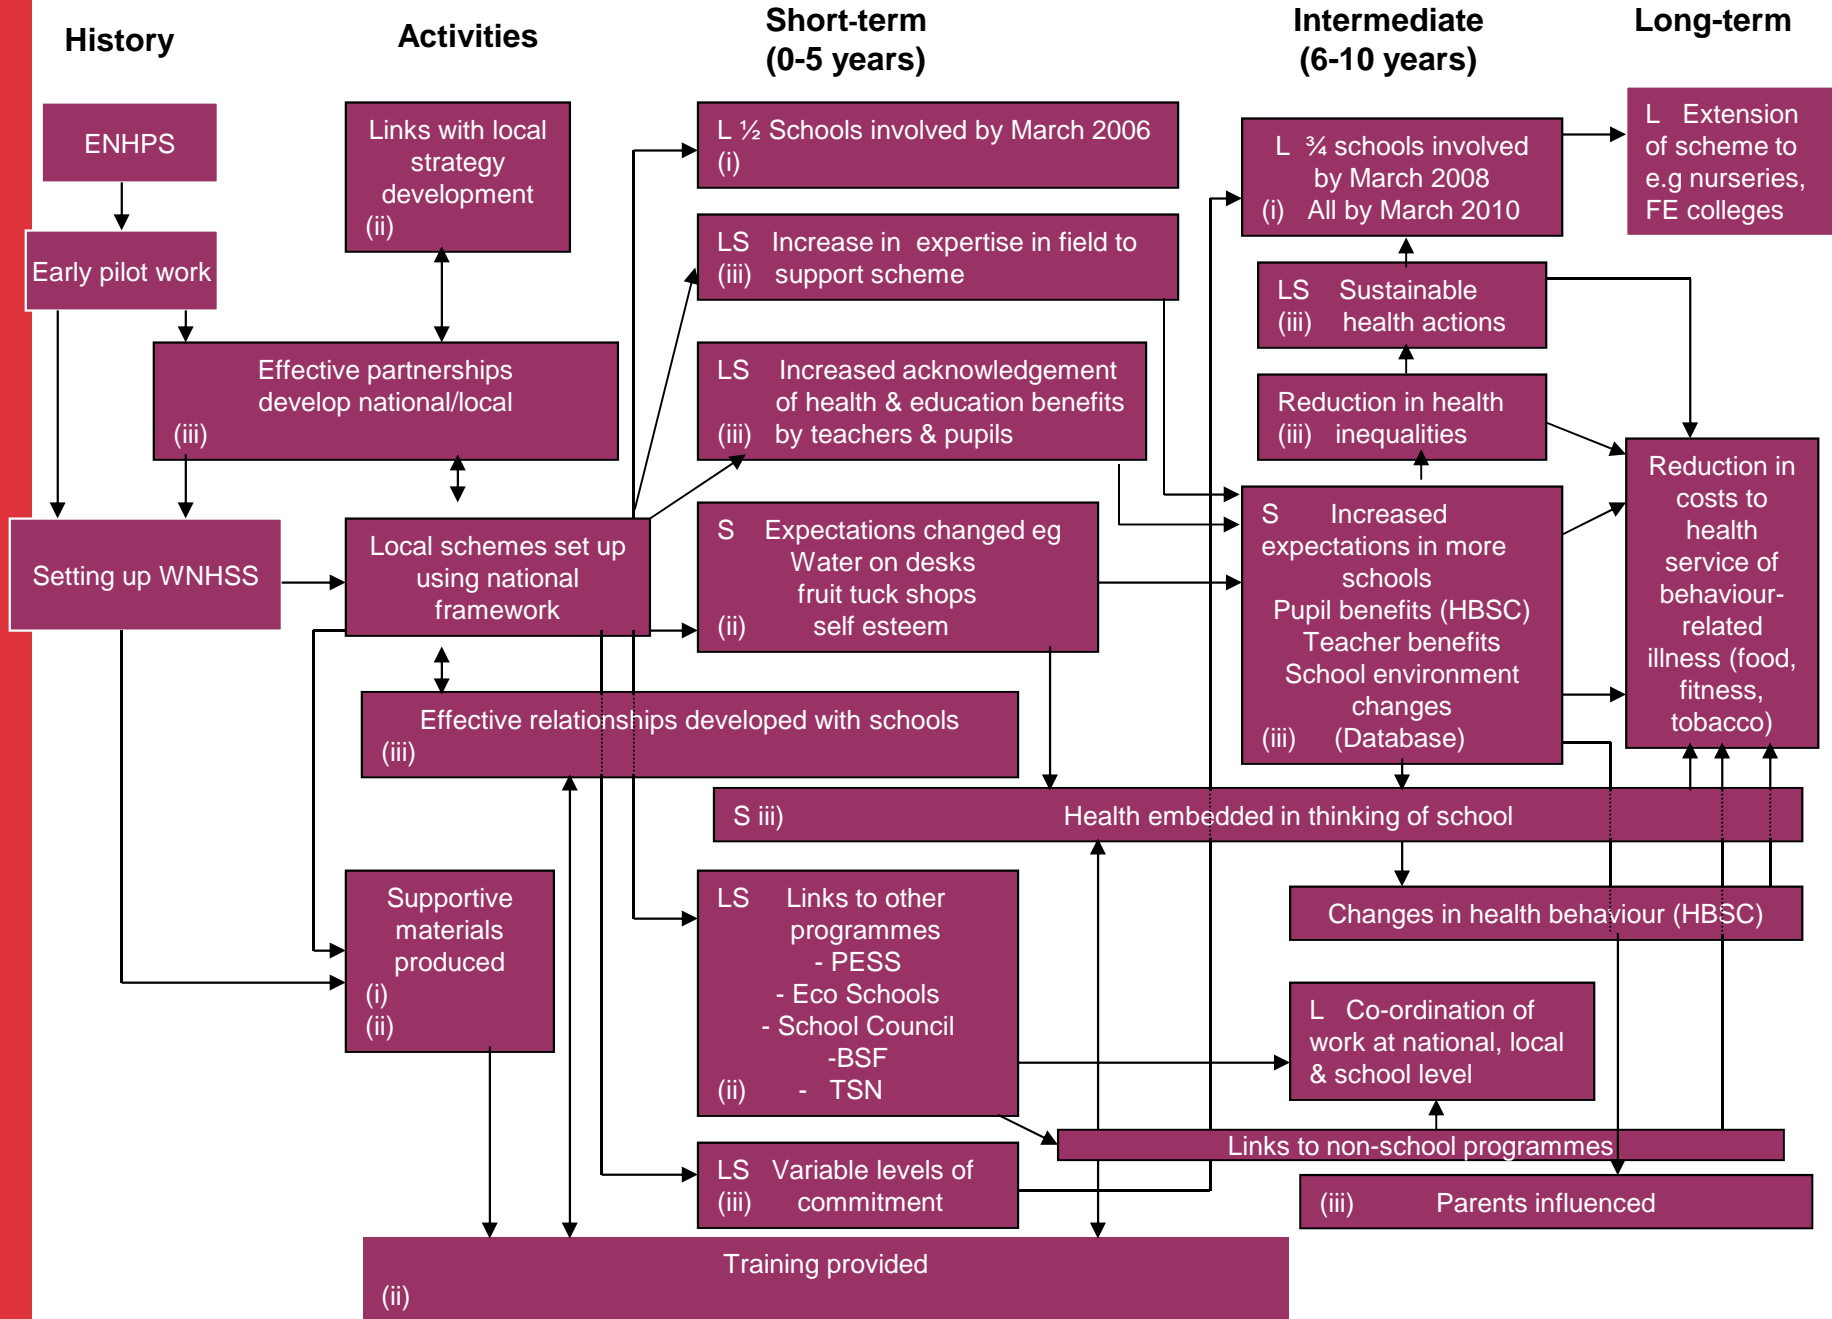 History
Activities
Short-term
(0-5 years)
Intermediate
(6-10 years)
Long-term
ENHPS
Early pilot work
Effective partnerships
develop national/local
(iii)
Setting up WNHSS
Links with local
strategy
development
(ii)
Local schemes set up
using national
framework
Effective relationships developed with schools
(iii)
Supportive
materials
produced
(i)
(ii)
Training provided
(ii)
L ½ Schools involved by March 2006
(i)
LS Increase in expertise in field to
(iii) support scheme
LS Increased acknowledgement
of health & education benefits
(iii) by teachers & pupils
S Expectations changed eg
Water on desks
fruit tuck shops
(ii) self esteem
S iii) Health embedded in thinking of school
LS Links to other
programmes
- PESS
- Eco Schools
- School Council
-BSF
(ii) - TSN
LS Variable levels of
(iii) commitment
L ¾ schools involved
by March 2008
(i) All by March 2010
LS Sustainable
(iii) health actions
Reduction in health
(iii) inequalities
S Increased
expectations in more
schools
Pupil benefits (HBSC)
Teacher benefits
School environment
changes
(iii) (Database)
Changes in health behaviour (HBSC)
L Co-ordination of
work at national, local
& school level
Links to non-school programmes
(iii) Parents influenced
L Extension
of scheme to
e.g nurseries,
FE colleges
Reduction in
costs to
health
service of
behaviour-
related
illness (food,
fitness,
tobacco)